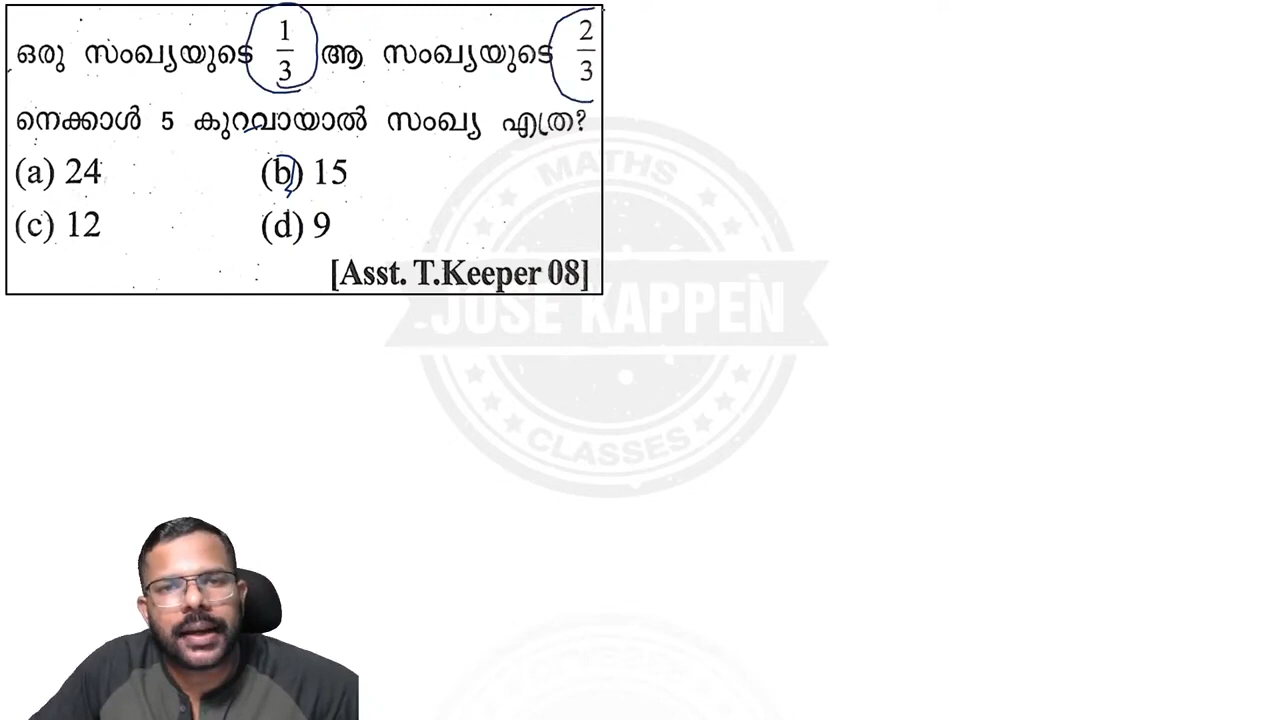 ഒരു സംഖ്യയുടെ 1/3 ആ സംഖ്യയുടെ 2/3
നെക്കാൾ 5 കുറവായാൽ സംഖ്യ എത്ര?
(a) 24 (b) 15
(c) 12 (d) 9
[Asst. T.Keeper 08]
MATHS
JOSE KAPPEN
CLASSES